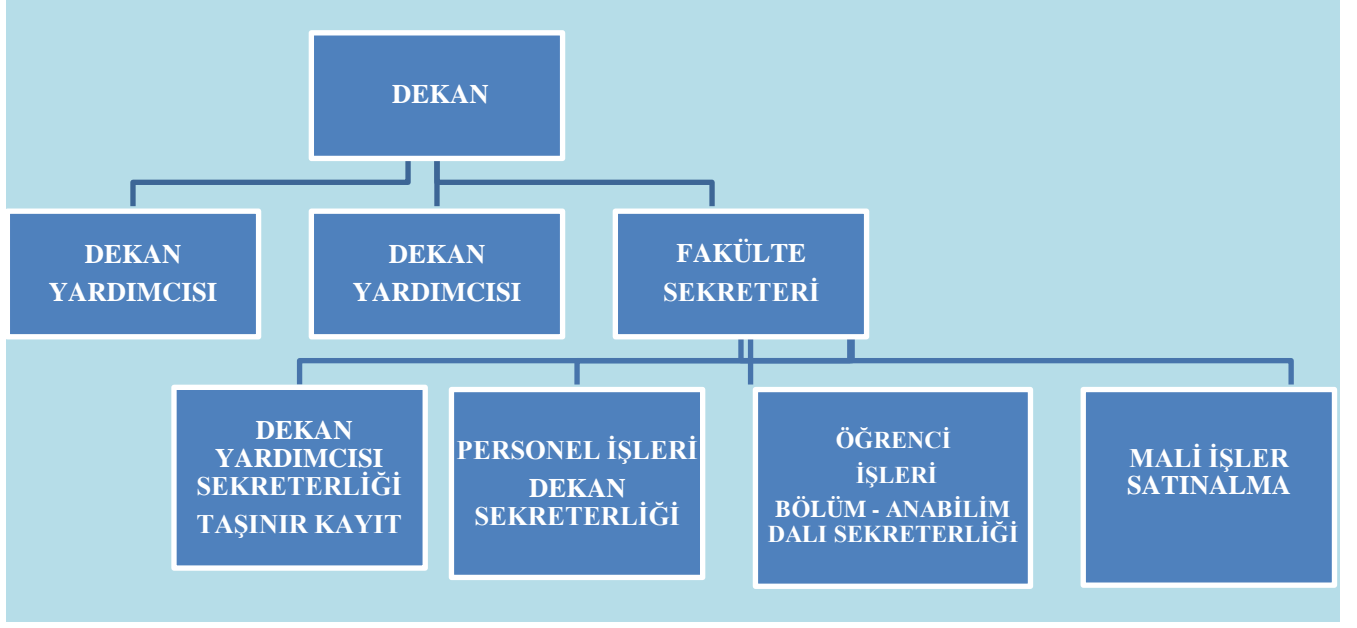 DEKAN
DEKAN
YARDIMCISI
DEKAN
YARDIMCISI
FAKÜLTE
SEKRETERİ
DEKAN
YARDIMCISI
SEKRETERLİĞİ
TAŞINIR KAYIT
PERSONEL İŞLERİ
DEKAN
SEKRETERLİĞİ
ÖĞRENCİ
İŞLERİ
BÖLÜM - ANABİLİM
DALI SEKRETERLİĞİ
MALİ İŞLER
SATINALMA